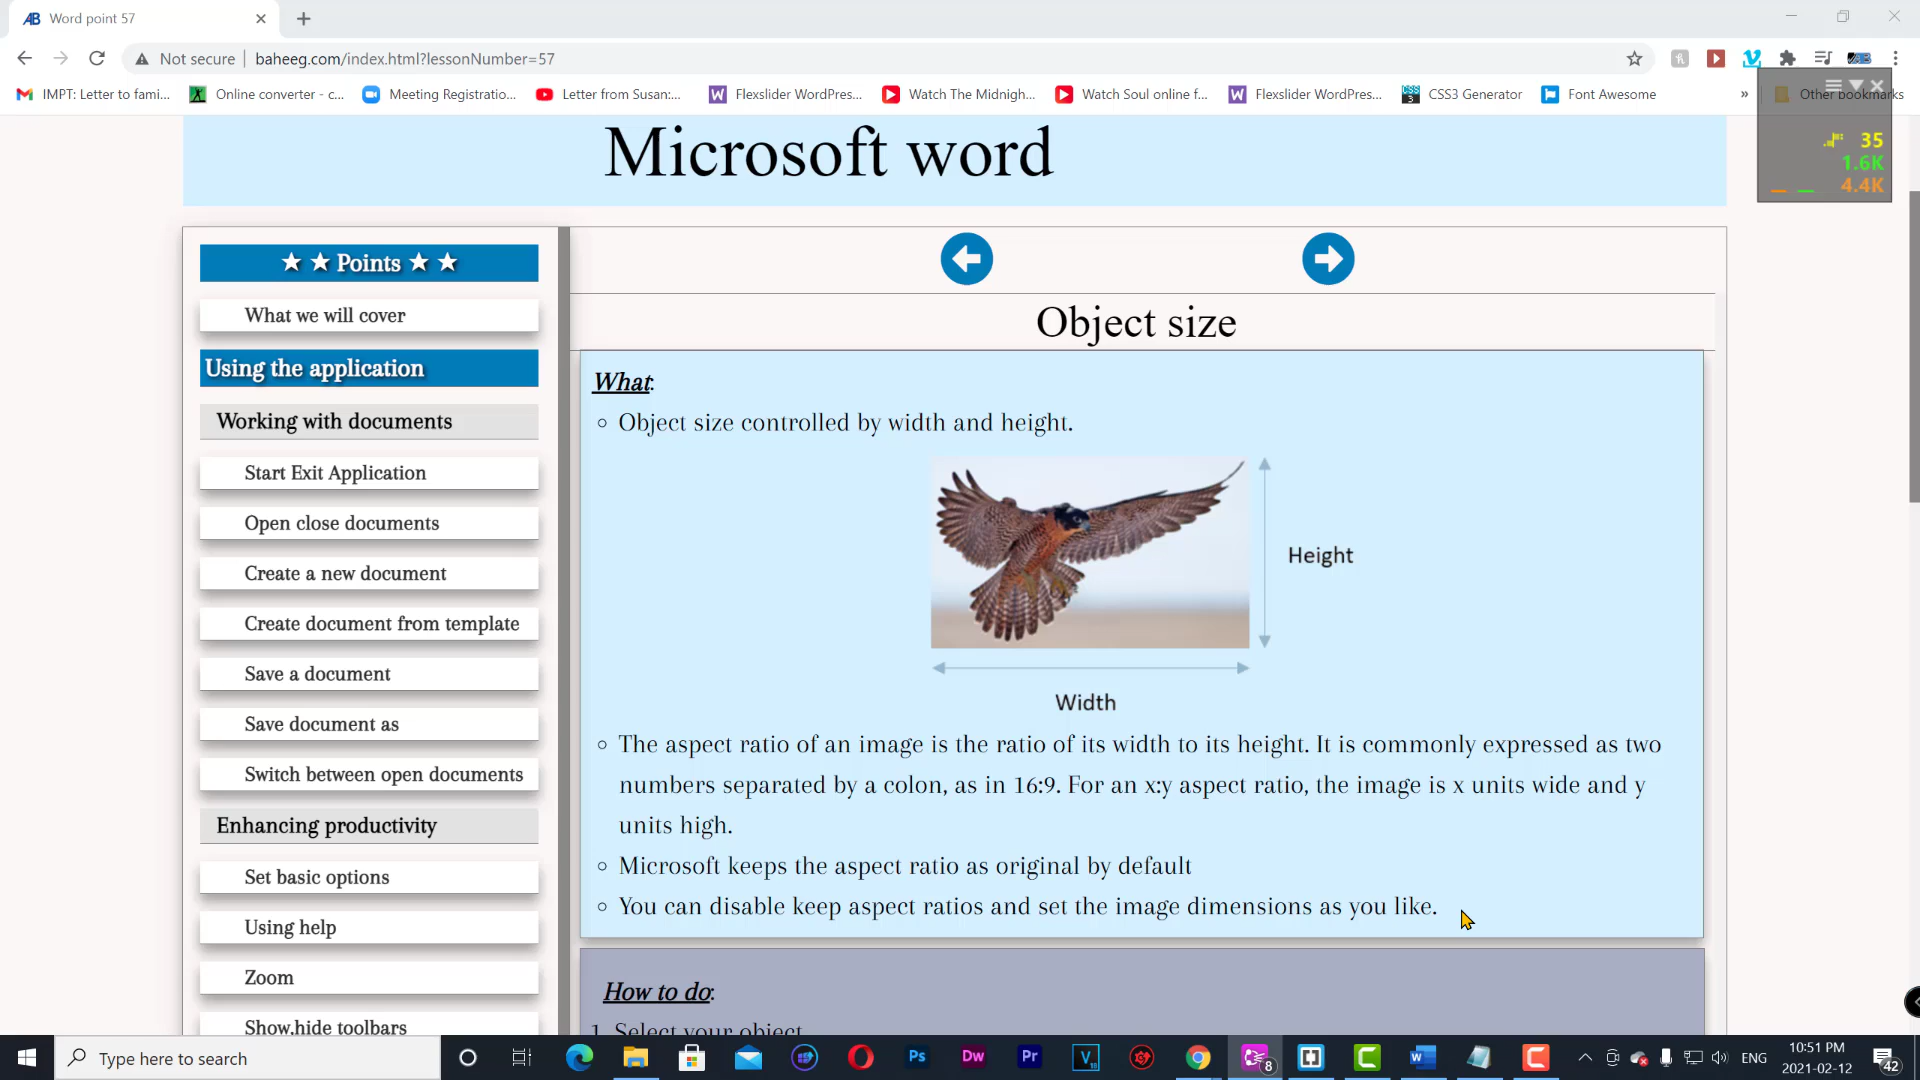 Word point 57
Not secure
baheeg.com/index.html?lessonNumber=57
IMPT: Letter to fami...
Online converter - c...
Meeting Registratio...
Letter from Susan:...
Flexslider WordPres...
Watch The Midnigh...
Watch Soul online f...
Flexslider WordPres...
CSS3 Generator
Font Awesome
»
Other bookmarks
35
1.6K
4.4K
Microsoft word
★ ★ Points ★ ★
What we will cover
Using the application
Working with documents
Start Exit Application
Open close documents
Create a new document
Create document from template
Save a document
Save document as
Switch between open documents
Enhancing productivity
Set basic options
Using help
Zoom
Show,hide toolbars
Object size
What:
Object size controlled by width and height.
Height
Width
The aspect ratio of an image is the ratio of its width to its height. It is commonly expressed as two
numbers separated by a colon, as in 16:9. For an x:y aspect ratio, the image is x units wide and y
units high.
Microsoft keeps the aspect ratio as original by default
You can disable keep aspect ratios and set the image dimensions as you like.
How to do:
1. Select your object
Type here to search
Ps
Dw
Pr
8
ENG
10:51 PM
2021-02-12
42